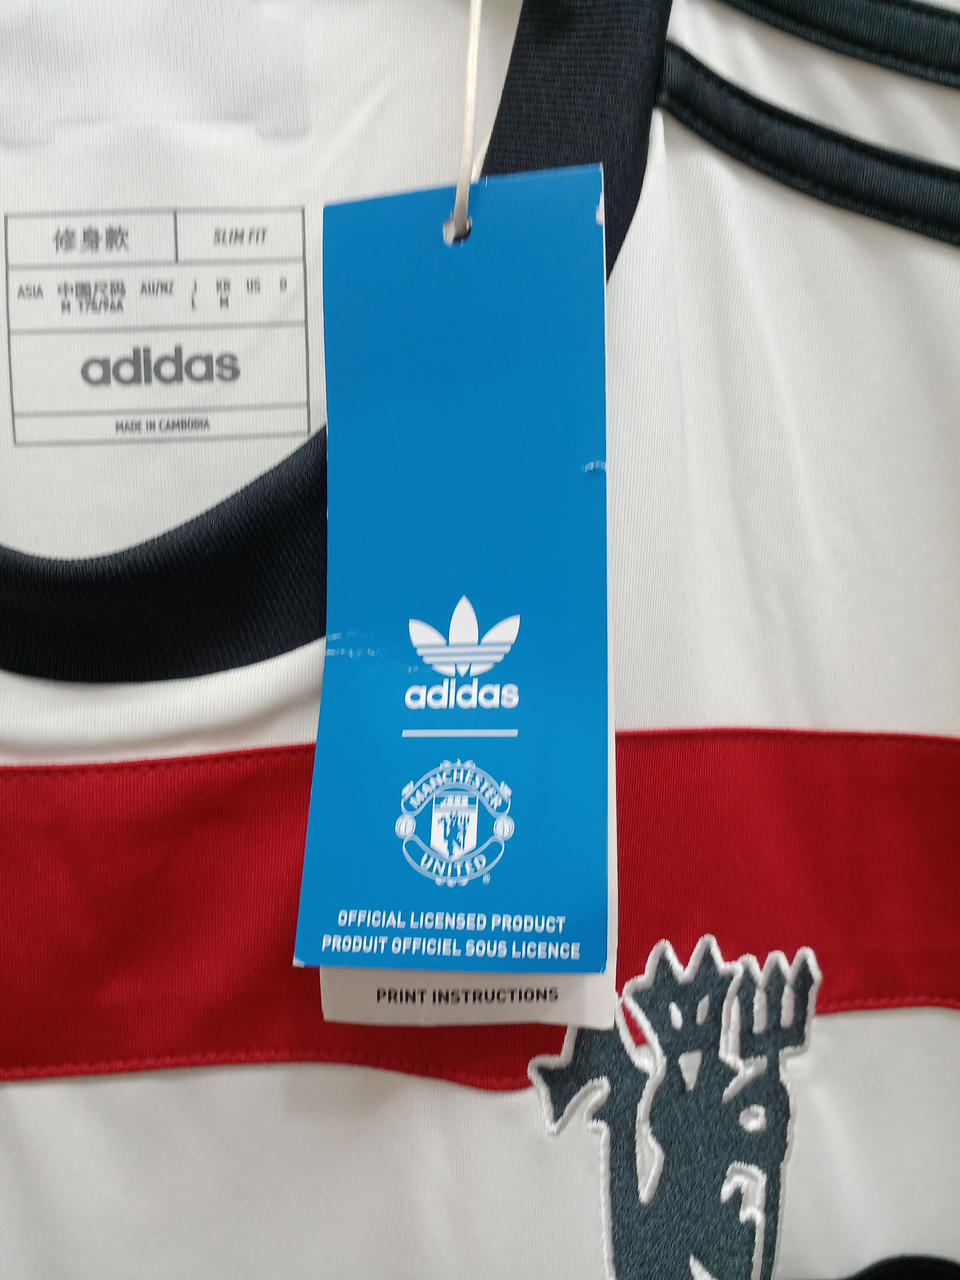 修身款
SLIM FIT
ASIA 中国尺码 AU/NZ J KR US D
M 175/96A L M
adidas
MADE IN CAMBODIA
adidas
MANCHESTER
UNITED
®
OFFICIAL LICENSED PRODUCT
PRODUIT OFFICIEL SOUS LICENCE
PRINT INSTRUCTIONS